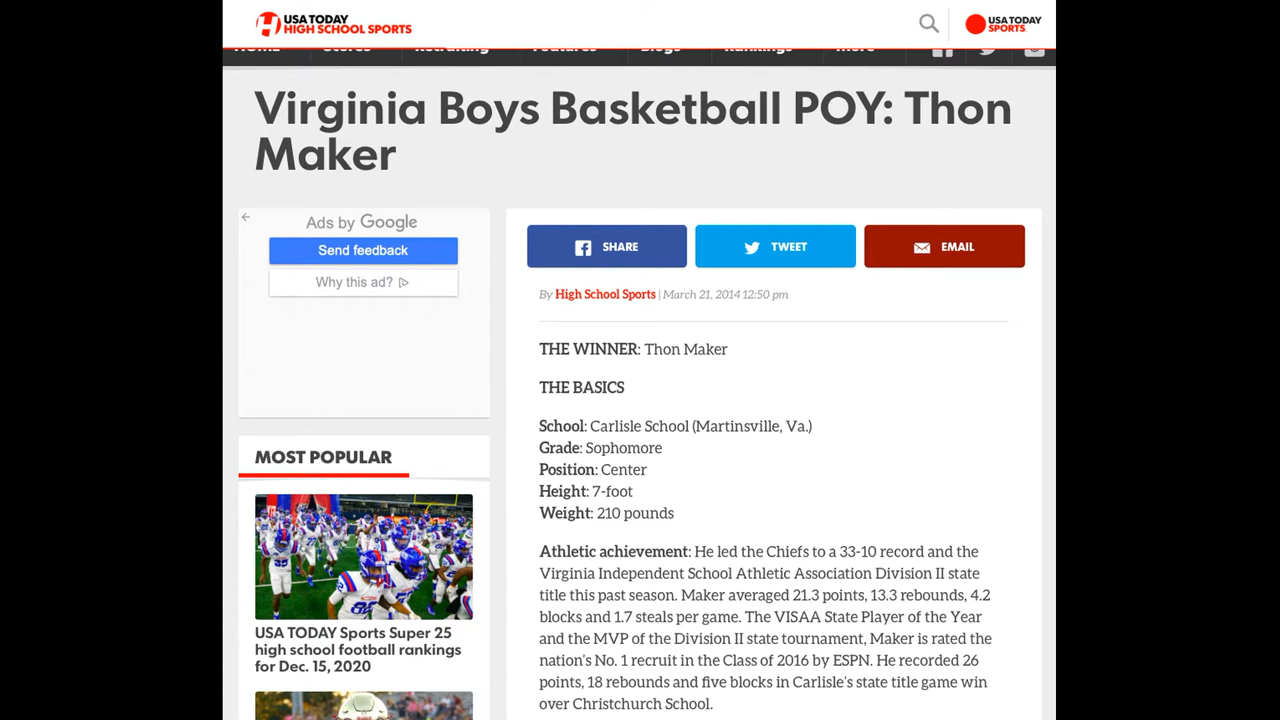 USA TODAY
HIGH SCHOOL SPORTS
USA TODAY
SPORTS
Home Scores Recruiting Features Blogs Rankings More
Virginia Boys Basketball POY: Thon
Maker
Ads by Google
Send feedback
Why this ad?
SHARE
TWEET
EMAIL
By High School Sports | March 21, 2014 12:50 pm
THE WINNER: Thon Maker
THE BASICS
School: Carlisle School (Martinsville, Va.)
Grade: Sophomore
Position: Center
Height: 7-foot
Weight: 210 pounds
Athletic achievement: He led the Chiefs to a 33-10 record and the
Virginia Independent School Athletic Association Division II state
title this past season. Maker averaged 21.3 points, 13.3 rebounds, 4.2
blocks and 1.7 steals per game. The VISAA State Player of the Year
and the MVP of the Division II state tournament, Maker is rated the
nation's No. 1 recruit in the Class of 2016 by ESPN. He recorded 26
points, 18 rebounds and five blocks in Carlisle's state title game win
over Christchurch School.
MOST POPULAR
USA TODAY Sports Super 25
high school football rankings
for Dec. 15, 2020